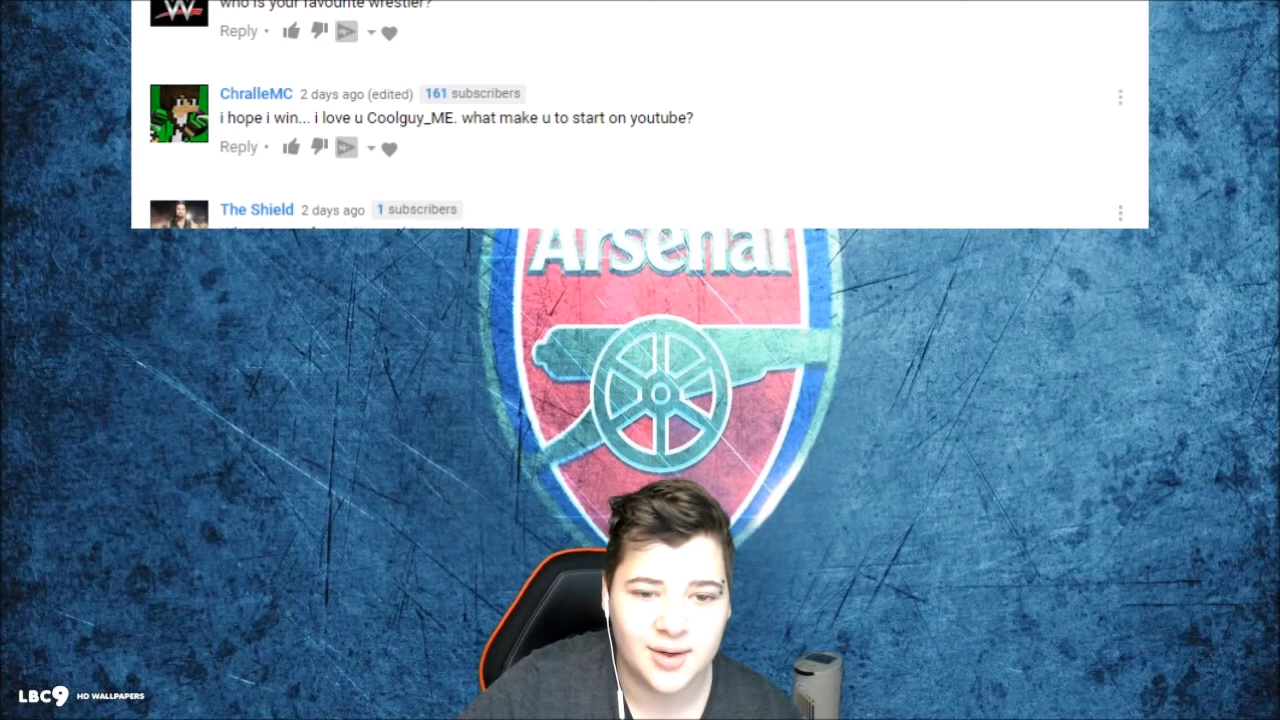 who is your favourite wrestler?
Reply •
ChralleMC 2 days ago (edited) 161 subscribers
i hope i win... i love u Coolguy_ME. what make u to start on youtube?
Reply •
The Shield 2 days ago 1 subscribers
Arsenal
LBC9 HD WALLPAPERS